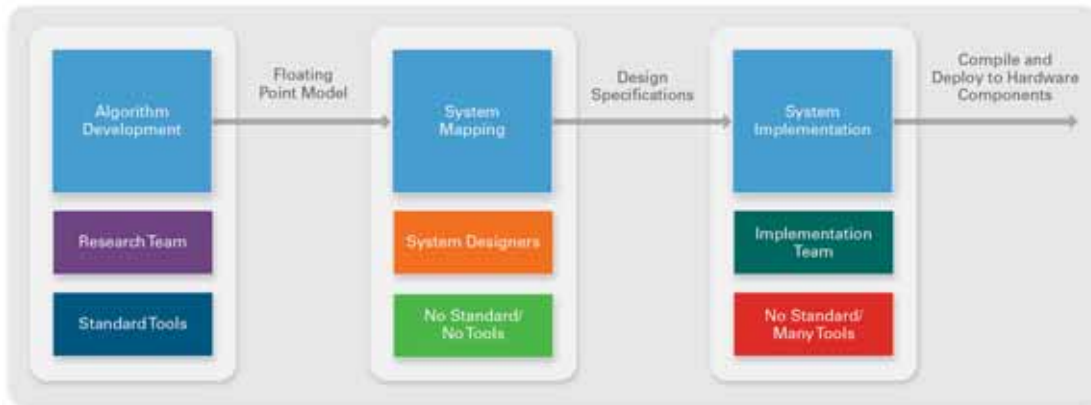 Algorithm
Development
Research Team
Standard Tools
Floating
Point Model
System
Mapping
System Designers
No Standard/
No Tools
Design
Specifications
System
Implementation
Implementation
Team
No Standard/
Many Tools
Compile and
Deploy to Hardware
Components